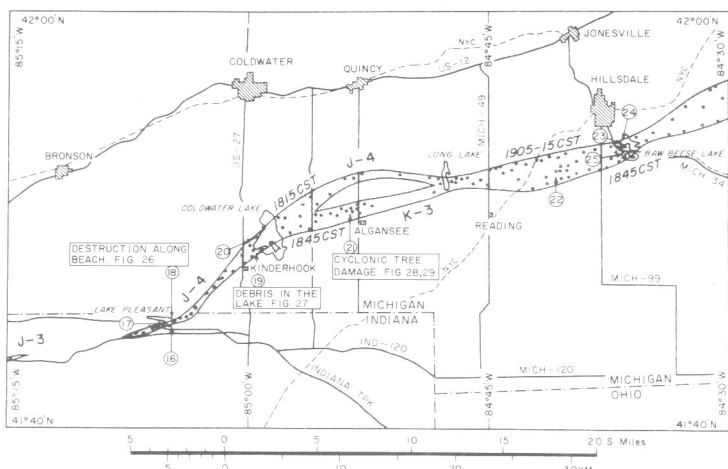 42°00'N
42°00'N
85°15'W
84°45'W
84°30'W
JONESVILLE
COLDWATER
NYC
QUINCY
US-12
HILLSDALE
NYC
US-27
MICH-49
BRONSON
24
23
1905-15CST
LONG LAKE
J-4
25
BAW BEESE LAKE
1815CST
1845CST
MICH 34
COLDWATER LAKE
K-3
22
1845CST
READING
ALGANSEE
20
21
DESTRUCTION ALONG
BEACH. FIG. 26
CYCLONIC TREE
DAMAGE FIG 28,29
KINDERHOOK
18
19
J-4
DEBRIS IN THE
LAKE FIG. 27
MICH-99
LAKE PLEASANT
17
MICHIGAN
INDIANA
J-3
16
IND-120
MICH-120
MICHIGAN
OHIO
INDIANA TPK
85°15'W
85°00'W
84°45'W
84°30'W
41°40'N
41°40'N
5 0 5 10 15 20 S Miles
5 0 10 20 30KM